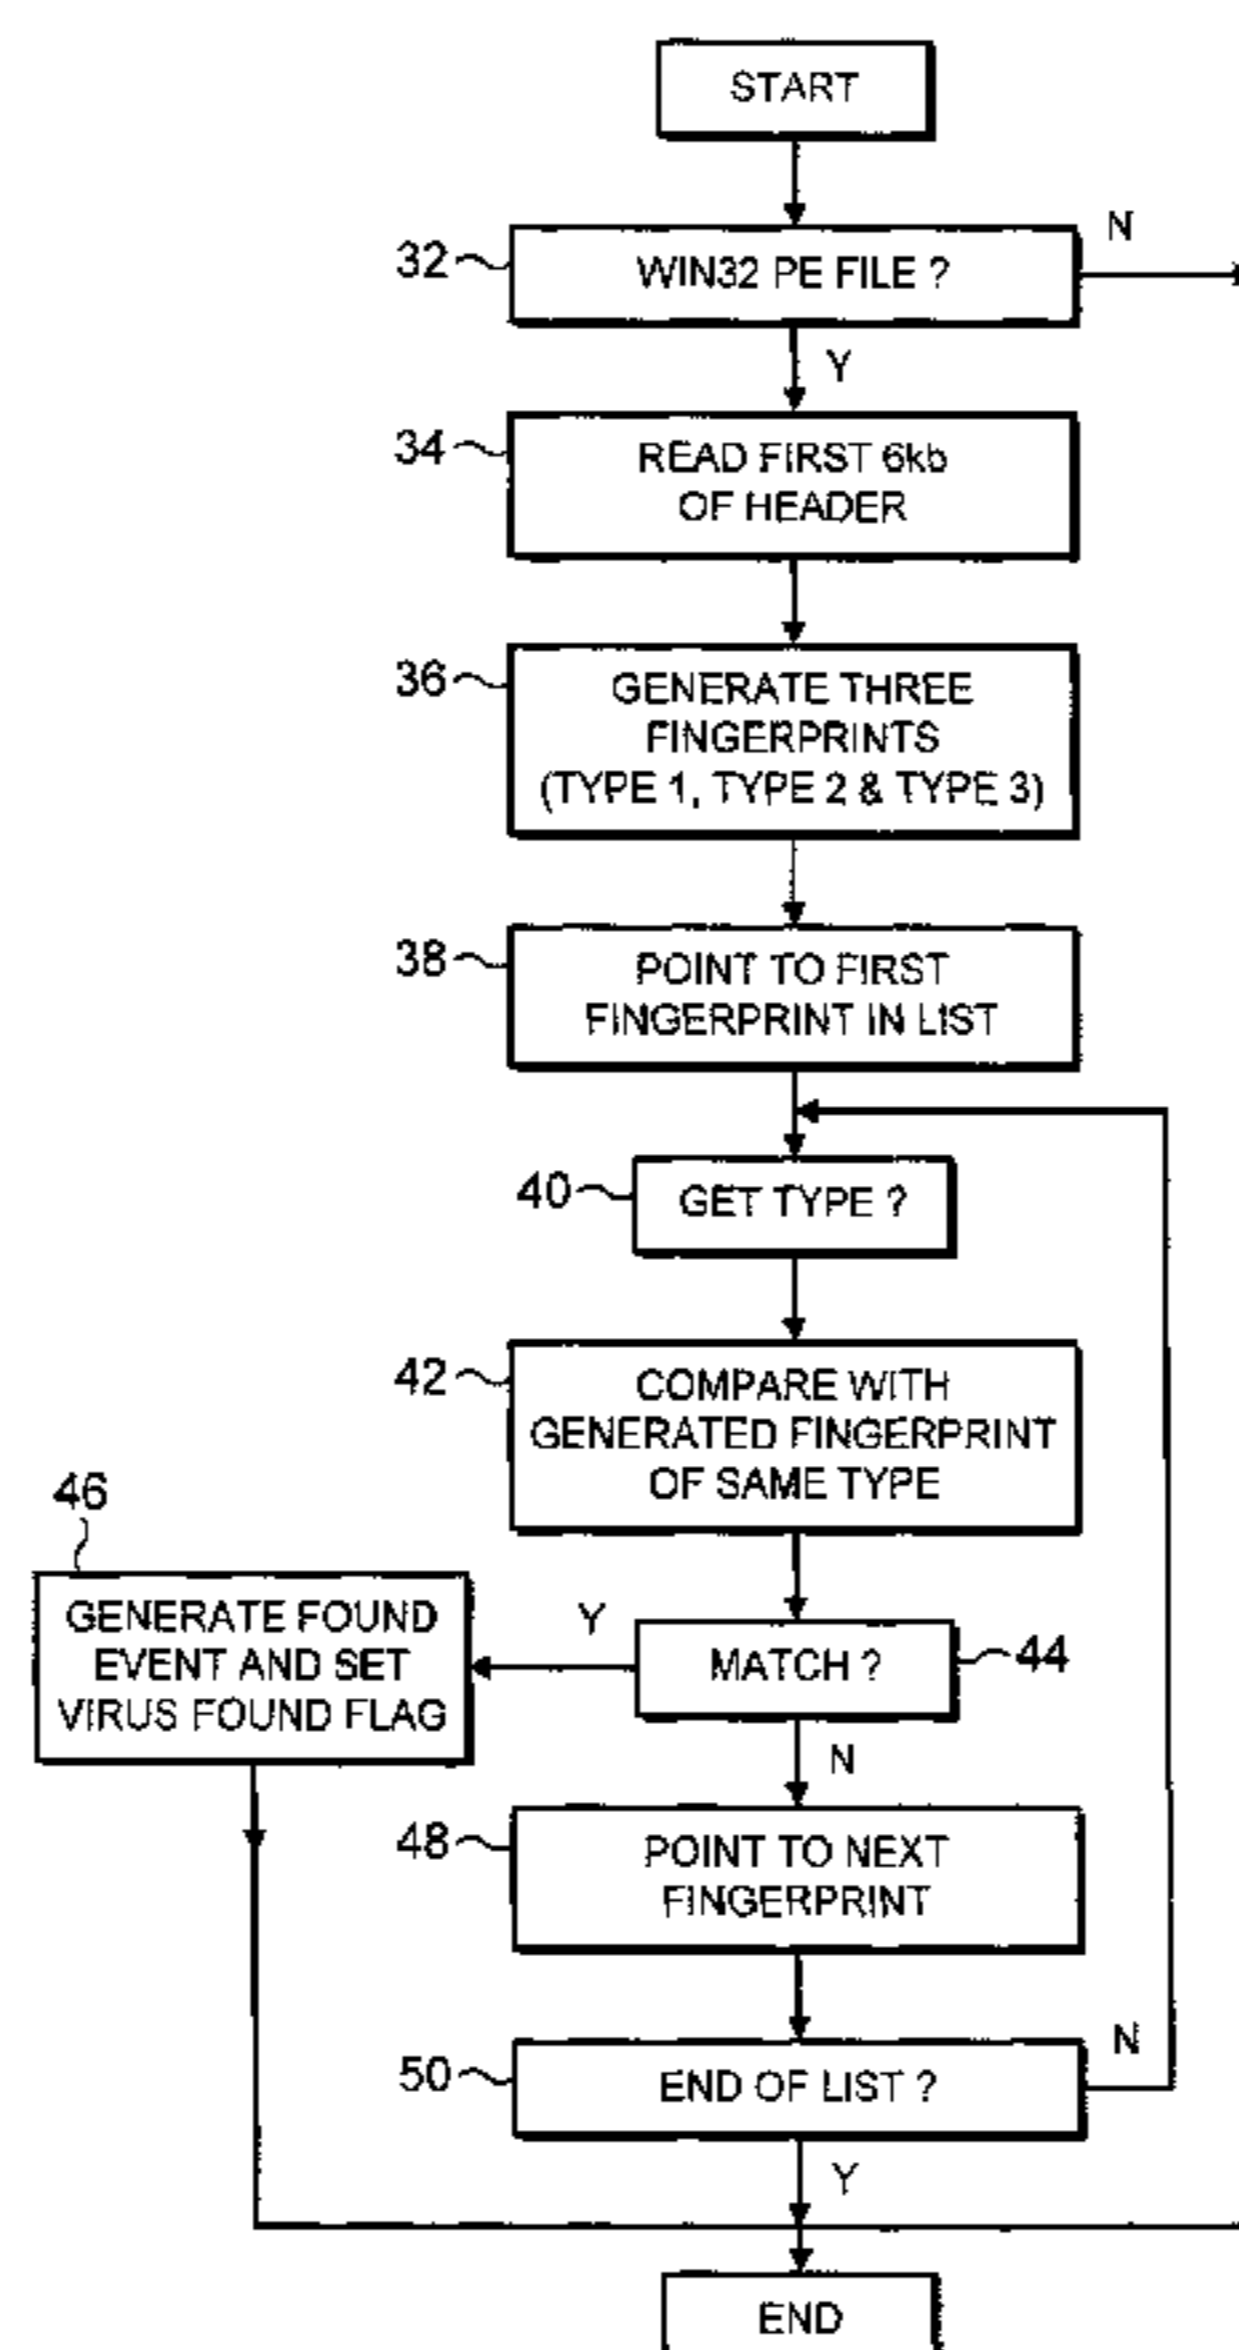 START
32
WIN32 PE FILE ?
N
Y
34
READ FIRST 6kb
OF HEADER
36
GENERATE THREE
FINGERPRINTS
(TYPE 1, TYPE 2 & TYPE 3)
38
POINT TO FIRST
FINGERPRINT IN LIST
40
GET TYPE ?
42
COMPARE WITH
GENERATED FINGERPRINT
OF SAME TYPE
46
GENERATE FOUND
EVENT AND SET
VIRUS FOUND FLAG
Y
MATCH ?
44
N
48
POINT TO NEXT
FINGERPRINT
50
END OF LIST ?
N
Y
END